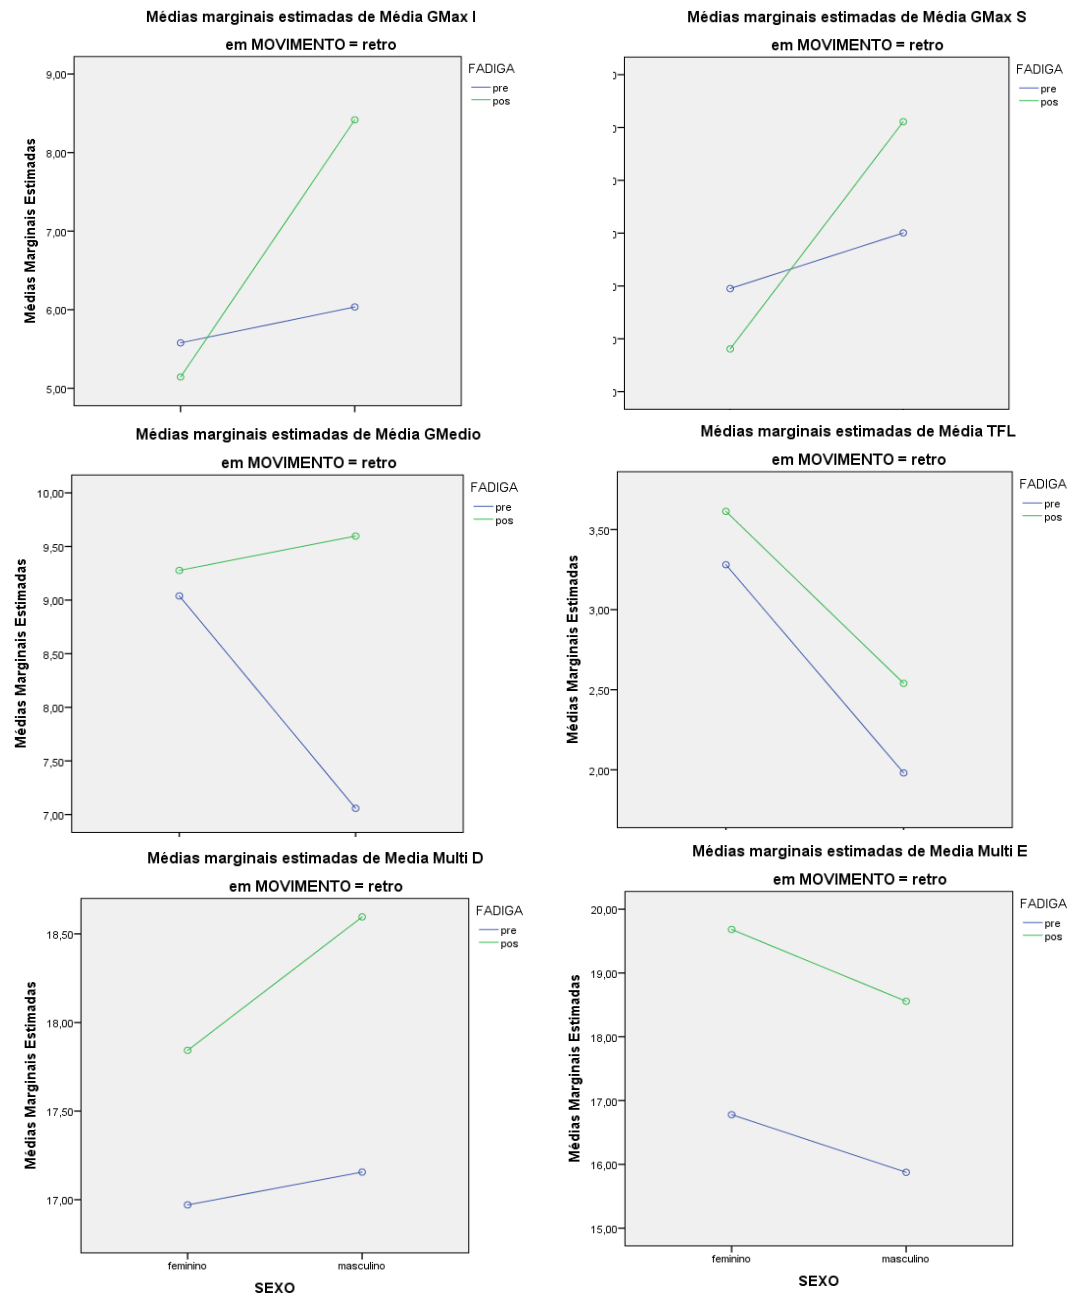 Médias marginais estimadas de Média GMax I
em MOVIMENTO = retro
FADIGA
pre
pos
Médias Marginais Estimadas
9,00
8,00
7,00
6,00
5,00
Médias marginais estimadas de Média GMax S
em MOVIMENTO = retro
FADIGA
pre
pos
Médias marginais estimadas de Média GMedio
em MOVIMENTO = retro
FADIGA
pre
pos
Médias Marginais Estimadas
10,00
9,50
9,00
8,50
8,00
7,50
7,00
Médias marginais estimadas de Média TFL
em MOVIMENTO = retro
FADIGA
pre
pos
Médias Marginais Estimadas
3,50
3,00
2,50
2,00
Médias marginais estimadas de Media Multi D
em MOVIMENTO = retro
FADIGA
pre
pos
Médias Marginais Estimadas
18,50
18,00
17,50
17,00
feminino masculino
SEXO
Médias marginais estimadas de Media Multi E
em MOVIMENTO = retro
FADIGA
pre
pos
Médias Marginais Estimadas
20,00
19,00
18,00
17,00
16,00
15,00
feminino masculino
SEXO